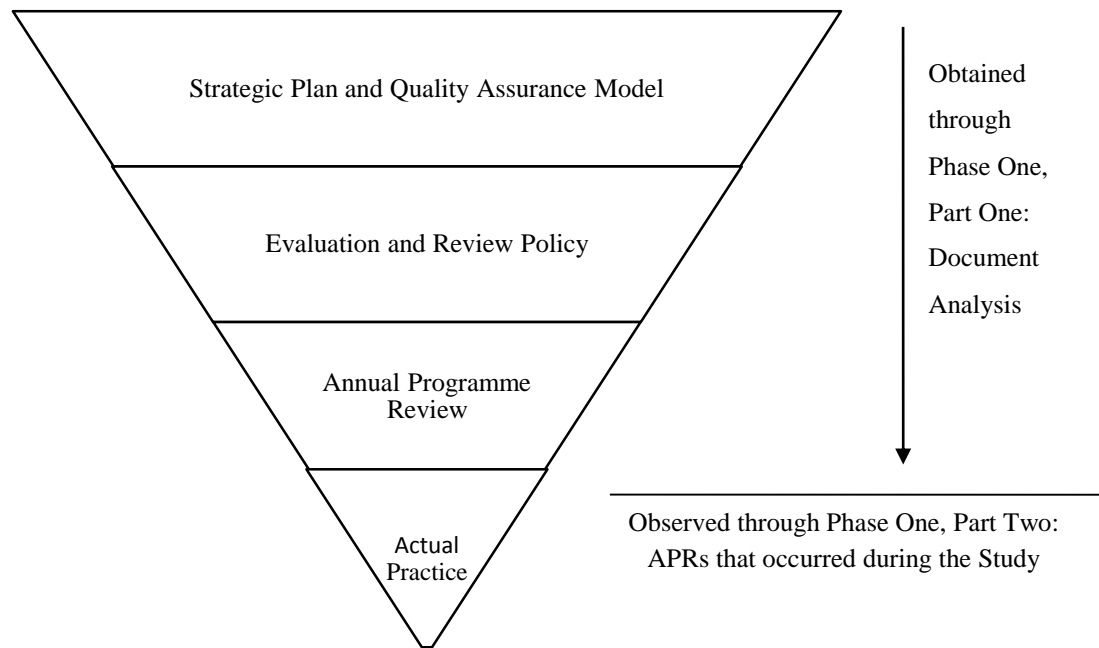 Strategic Plan and Quality Assurance Model
Evaluation and Review Policy
Annual Programme
Review
Actual
Practice
Obtained
through
Phase One,
Part One:
Document
Analysis
Observed through Phase One, Part Two:
APRs that occurred during the Study